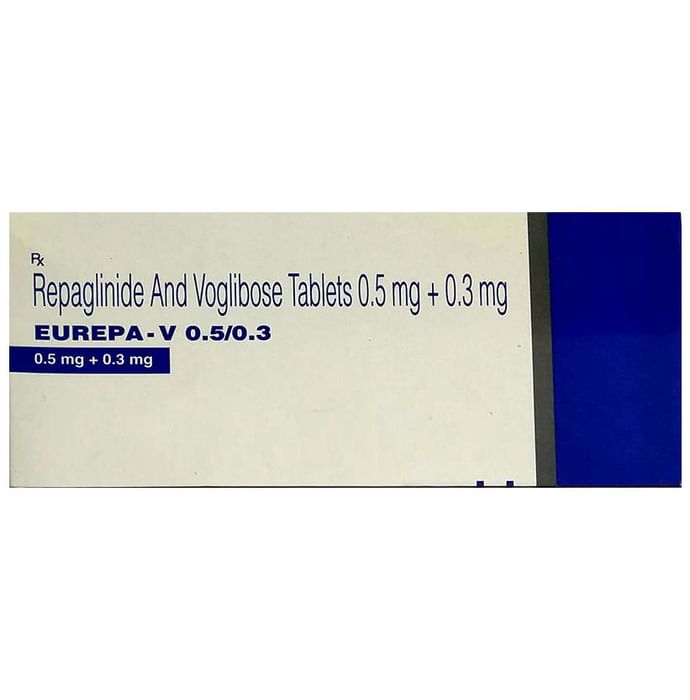 Rx
Repaglinide And Voglibose Tablets 0.5 mg + 0.3 mg
EUREPA-V 0.5/0.3
0.5 mg + 0.3 mg